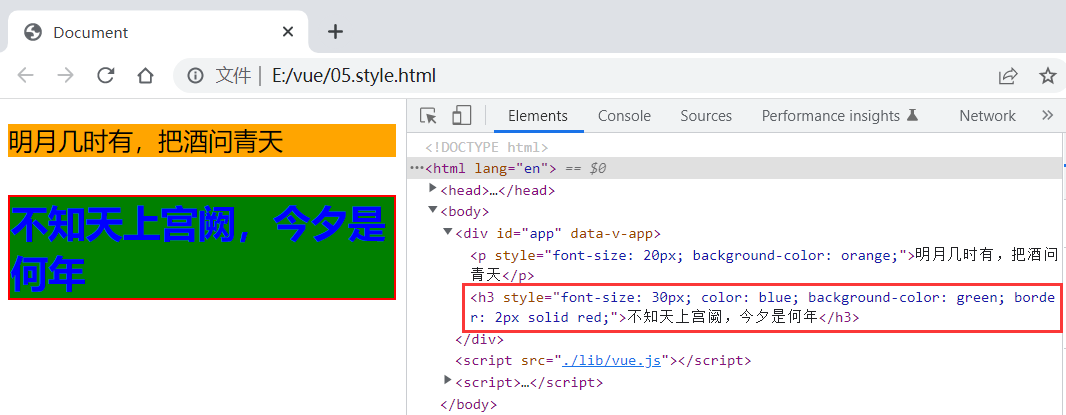 Document
文件 E:/vue/05.style.html
明月几时有，把酒问青天
不知天上宫阙，今夕是
何年
Elements Console Sources Performance insights Network
<!DOCTYPE html>
<html lang="en"> == $0
<head>…</head>
<body>
<div id="app" data-v-app>
<p style="font-size: 20px; background-color: orange;">明月几时有，把酒问
青天</p>
<h3 style="font-size: 30px; color: blue; background-color: green; borde
r: 2px solid red;">不知天上宫阙，今夕是何年</h3>
</div>
<script src="./lib/vue.js"></script>
<script>…</script>
</body>